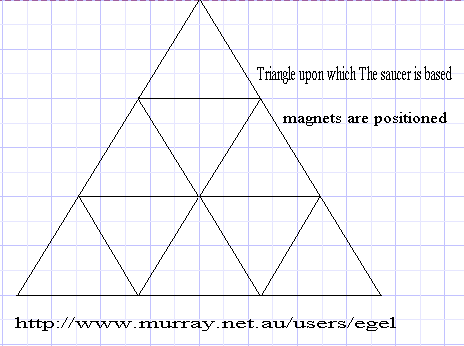 Triangle upon which The saucer is based
magnets are positioned
http://www.murray.net.au/users/egel